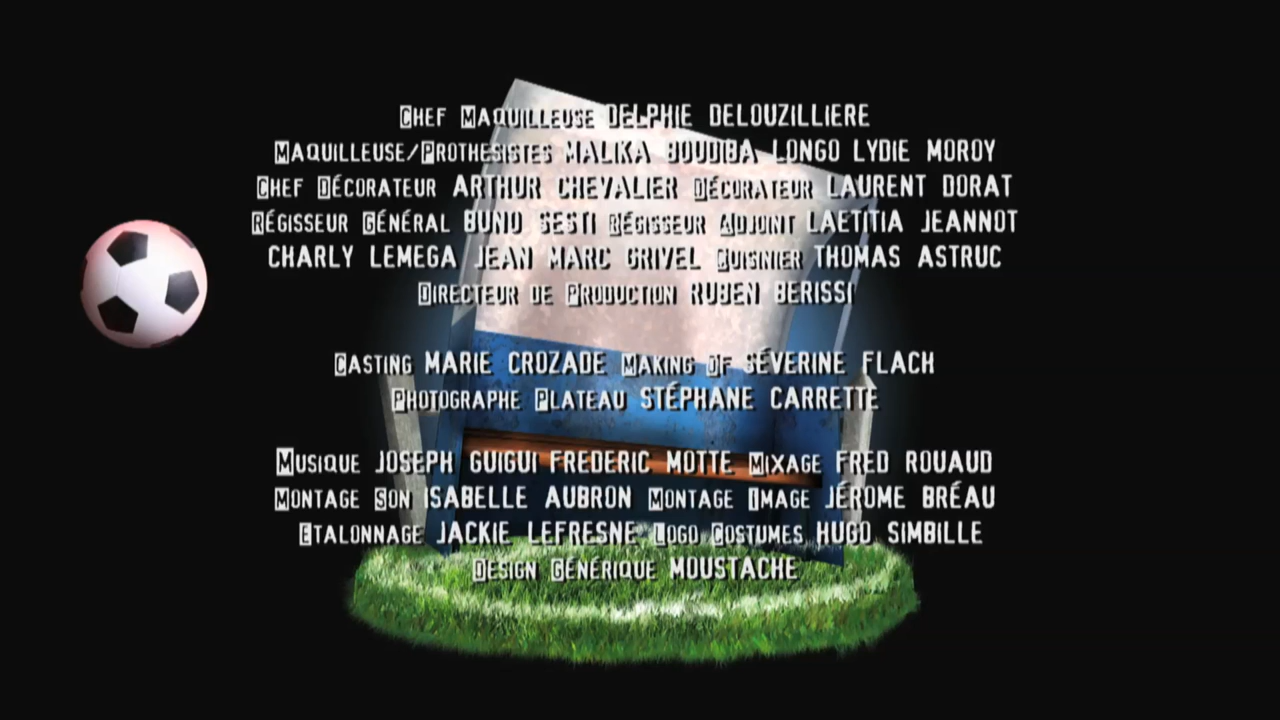 Chef Maquilleuse DELPHIE DELOUZILLIERE
Maquilleuse/Prothesistes MALIKA BOUDIBA LONGO LYDIE MOROY
Chef Décorateur ARTHUR CHEVALIER Décorateur LAURENT DORAT
Régisseur Général BUNO SESTI Régisseur Adjoint LAETITIA JEANNOT
CHARLY LEMEGA JEAN MARC GRIVEL Cuisinier THOMAS ASTRUC
Directeur de Production RUBEN BERISSI
Casting MARIE CROZADE Making Of SÉVERINE FLACH
Photographe Plateau STÉPHANE CARRETTE
Musique JOSEPH GUIGUI FREDERIC MOTTE Mixage FRED ROUAUD
Montage Son ISABELLE AUBRON Montage Image JÉROME BRÉAU
Etalonnage JACKIE LEFRESNE Logo Costumes HUGO SIMBILLE
Design Générique MOUSTACHE